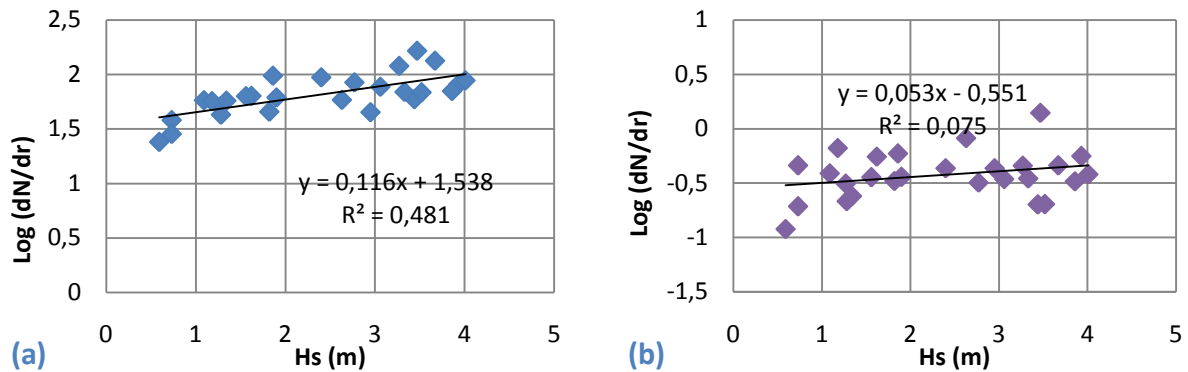 2,5
2
1,5
1
0,5
0
Log (dN/dr)
y = 0,116x + 1,538
R² = 0,481
0 1 2 3 4 5
Hs (m)
(a)
1
0,5
0
-0,5
-1
-1,5
Log (dN/dr)
y = 0,053x - 0,551
R² = 0,075
0 1 2 3 4 5
Hs (m)
(b)